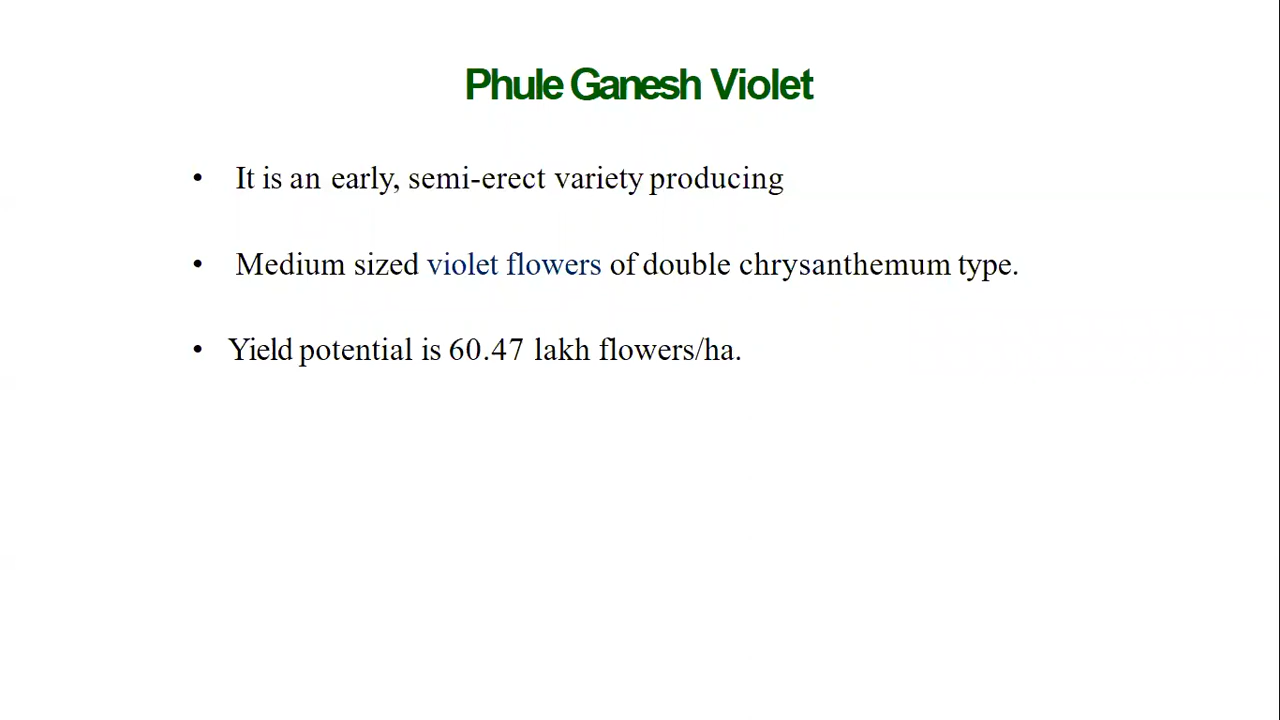 Phule Ganesh Violet
• It is an early, semi-erect variety producing
• Medium sized violet flowers of double chrysanthemum type.
• Yield potential is 60.47 lakh flowers/ha.